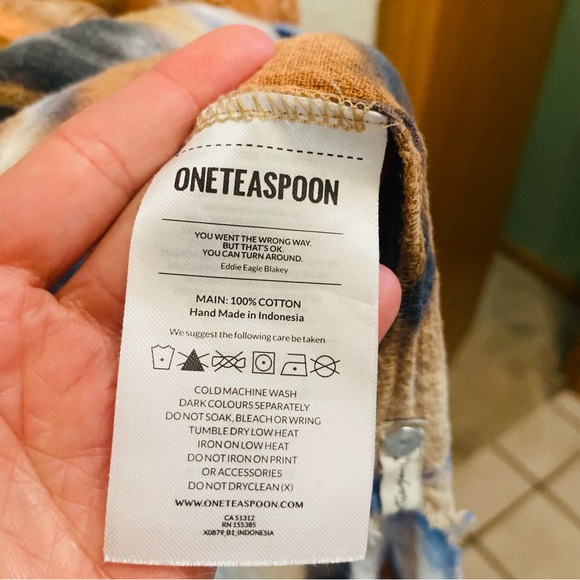 ONETEASPOON
YOU WENT THE WRONG WAY.
BUT THAT'S OK.
YOU CAN TURN AROUND.
Eddie Eagle Blakey
MAIN: 100% COTTON
Hand Made in Indonesia
We suggest the following care be taken
COLD MACHINE WASH
DARK COLOURS SEPARATELY
DO NOT SOAK, BLEACH OR WRING
TUMBLE DRY LOW HEAT
IRON ON LOW HEAT
DO NOT IRON ON PRINT
OR ACCESSORIES
DO NOT DRYCLEAN (X)
WWW.ONETEASPOON.COM
CA 51312
RN 155385
X0879_B1_INDONESIA